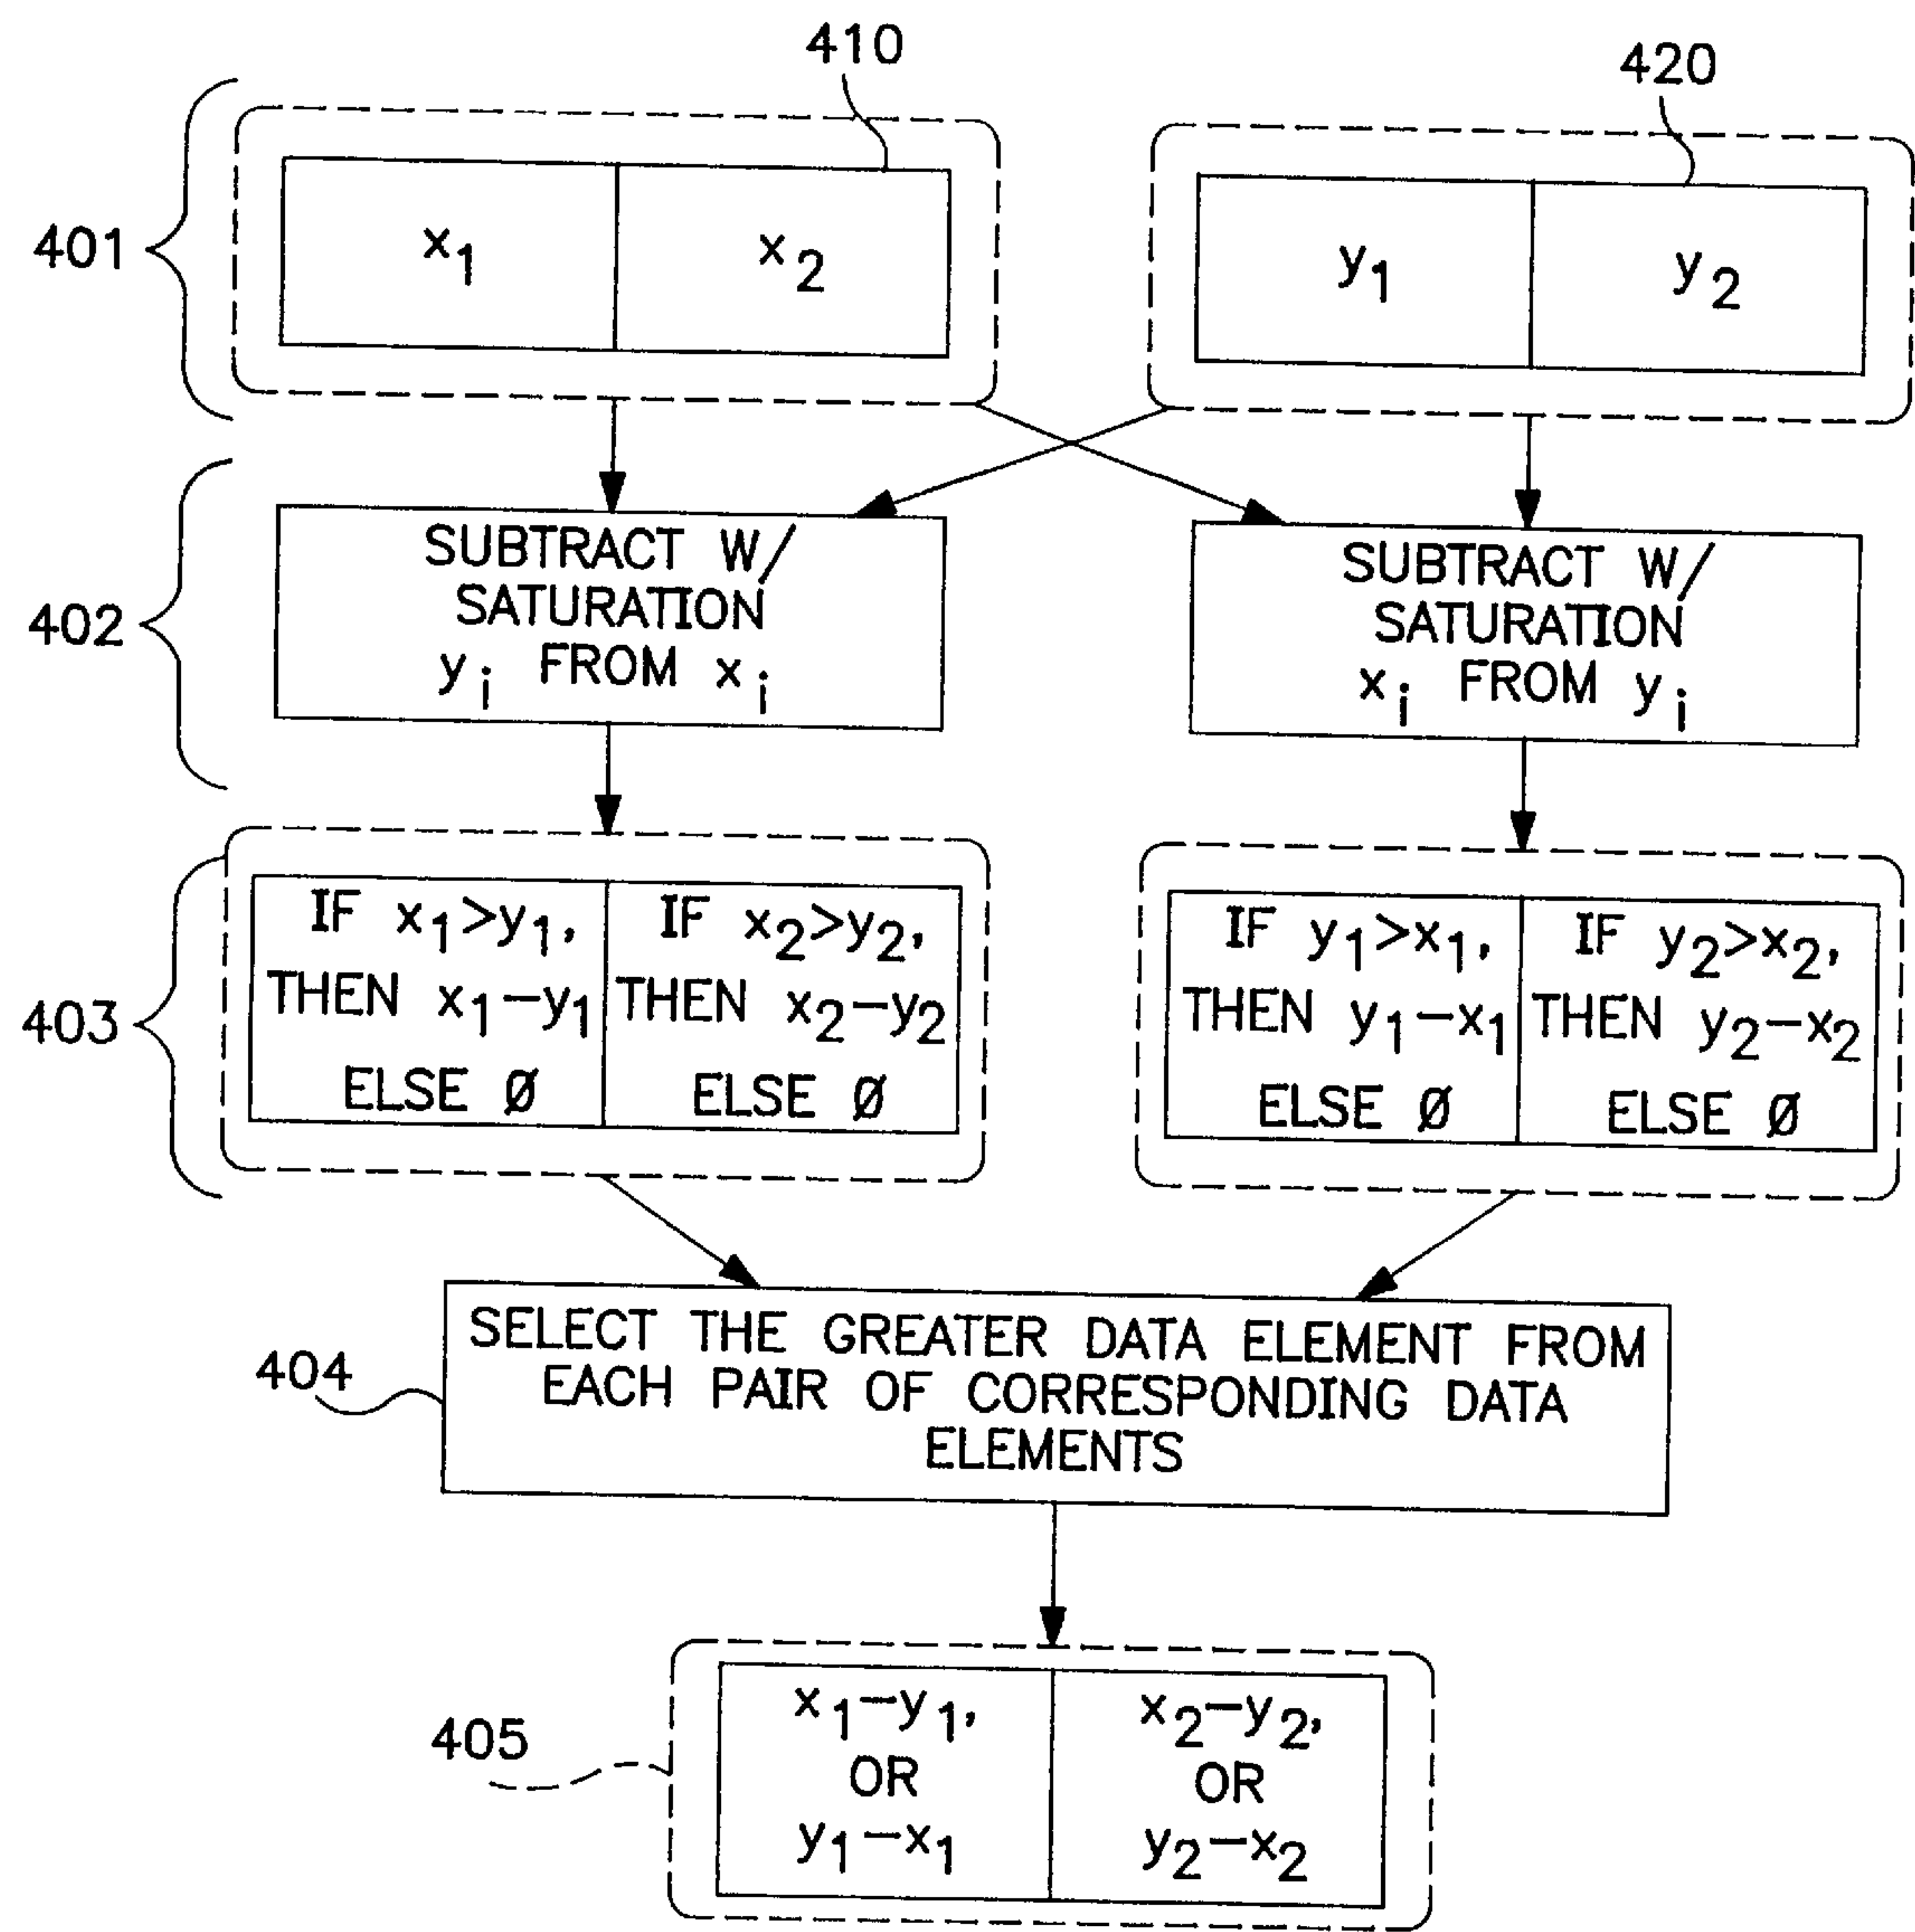 410
420
401
x₁
x₂
y₁
y₂
402
SUBTRACT W/
SATURATION
yᵢ FROM xᵢ
SUBTRACT W/
SATURATION
xᵢ FROM yᵢ
403
IF x₁>y₁,
THEN x₁–y₁
ELSE Ø
IF x₂>y₂,
THEN x₂–y₂
ELSE Ø
IF y₁>x₁,
THEN y₁–x₁
ELSE Ø
IF y₂>x₂,
THEN y₂–x₂
ELSE Ø
404
SELECT THE GREATER DATA ELEMENT FROM
EACH PAIR OF CORRESPONDING DATA
ELEMENTS
405
x₁–y₁,
OR
y₁–x₁
x₂–y₂,
OR
y₂–x₂